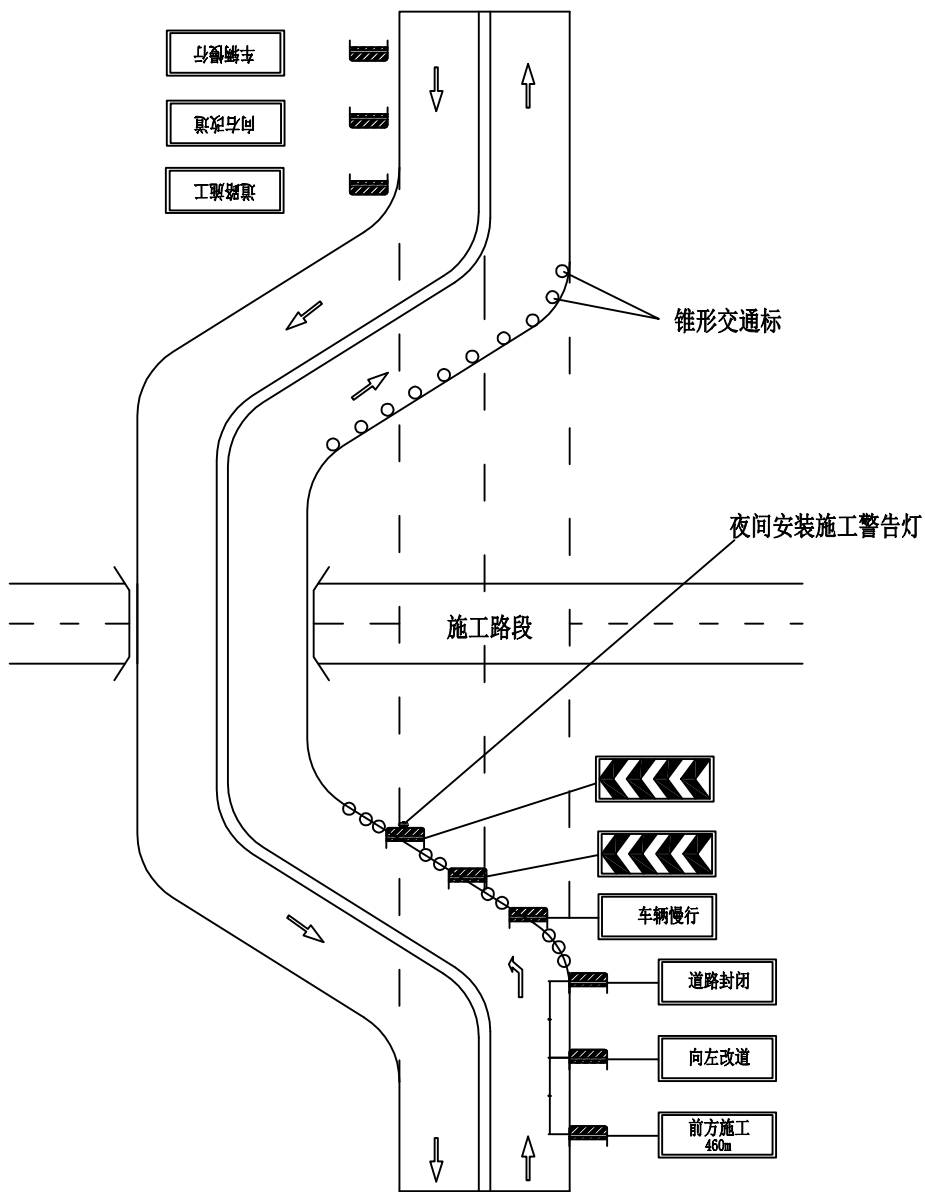 车辆慢行
向右改道
道路施工
锥形交通标
夜间安装施工警告灯
施工路段
车辆慢行
道路封闭
向左改道
前方施工
460m